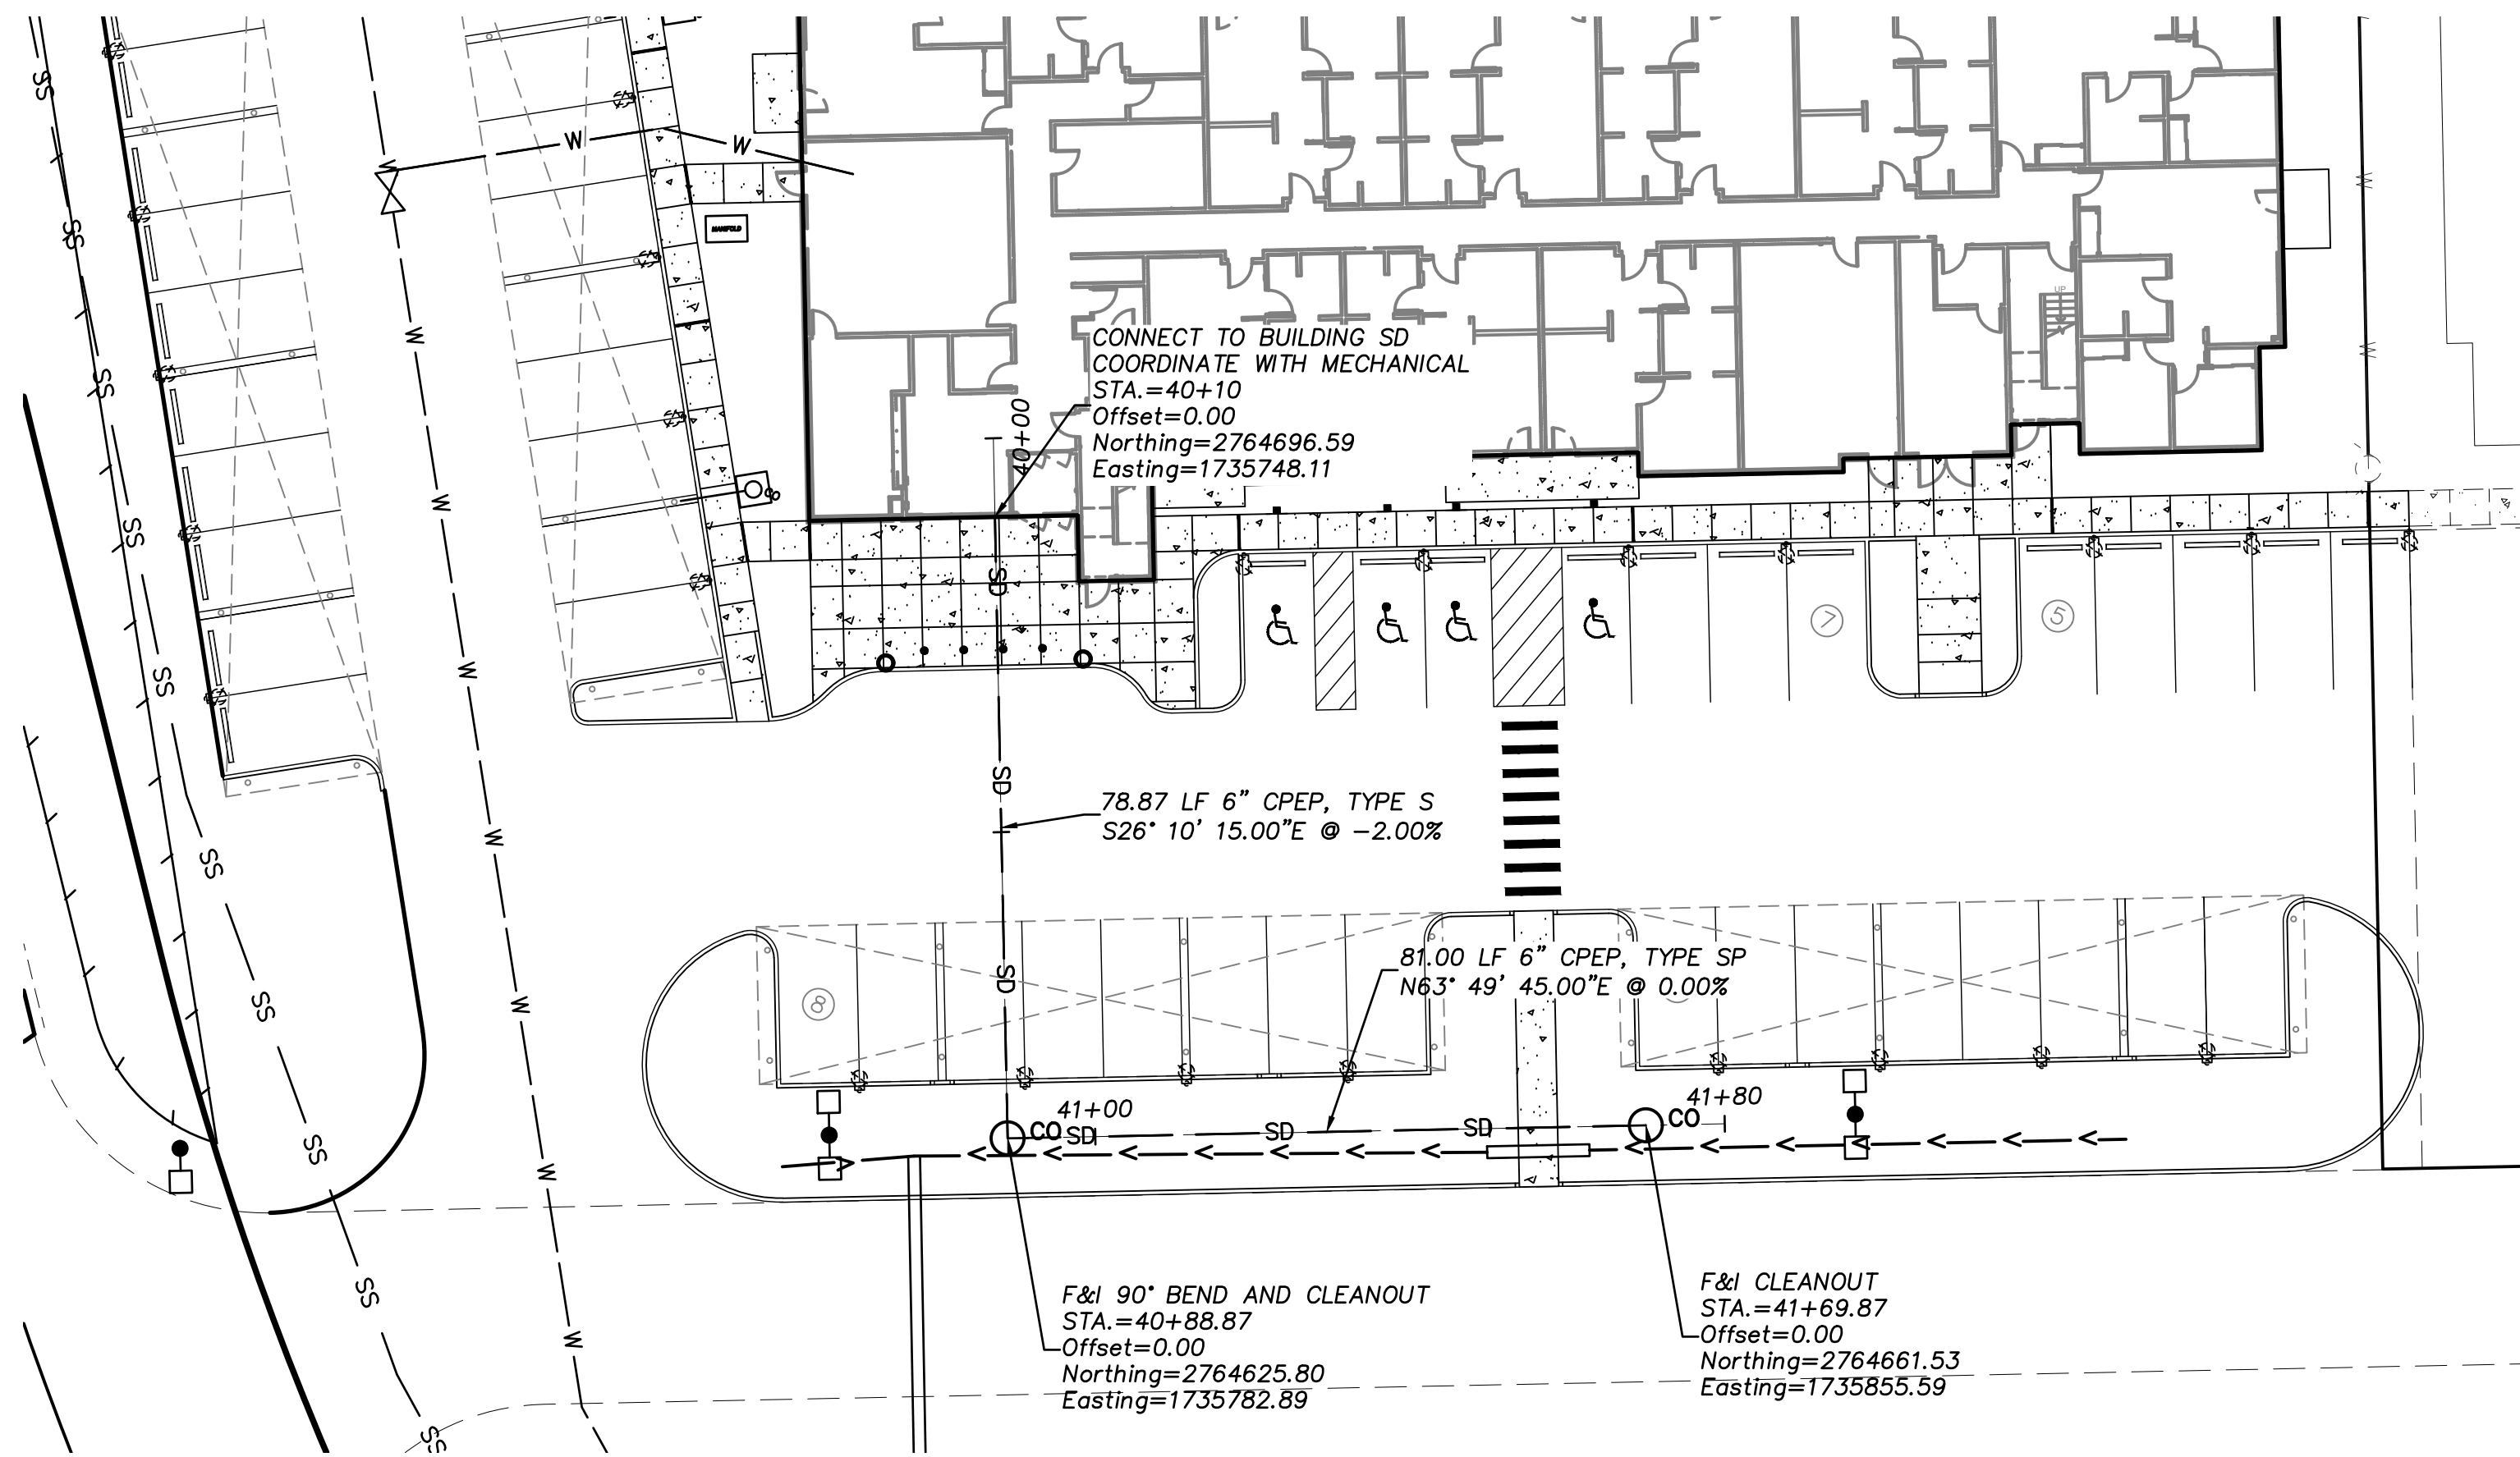 SS
SS
SS
SS
SS
SS
SS
SS
SS
SS
SS
W
W
W
W
W
W
W
W
W
W
W
MANIFOLD
UP
CONNECT TO BUILDING SD
COORDINATE WITH MECHANICAL
STA.=40+10
Offset=0.00
Northing=2764696.59
Easting=1735748.11
40+00
SD
7
5
SD
78.87 LF 6" CPEP, TYPE S
S26° 10' 15.00"E @ -2.00%
SD
8
81.00 LF 6" CPEP, TYPE SP
N63° 49' 45.00"E @ 0.00%
41+00
CO
SD
SD
SD
41+80
CO
F&I 90° BEND AND CLEANOUT
STA.=40+88.87
Offset=0.00
Northing=2764625.80
Easting=1735782.89
F&I CLEANOUT
STA.=41+69.87
Offset=0.00
Northing=2764661.53
Easting=1735855.59